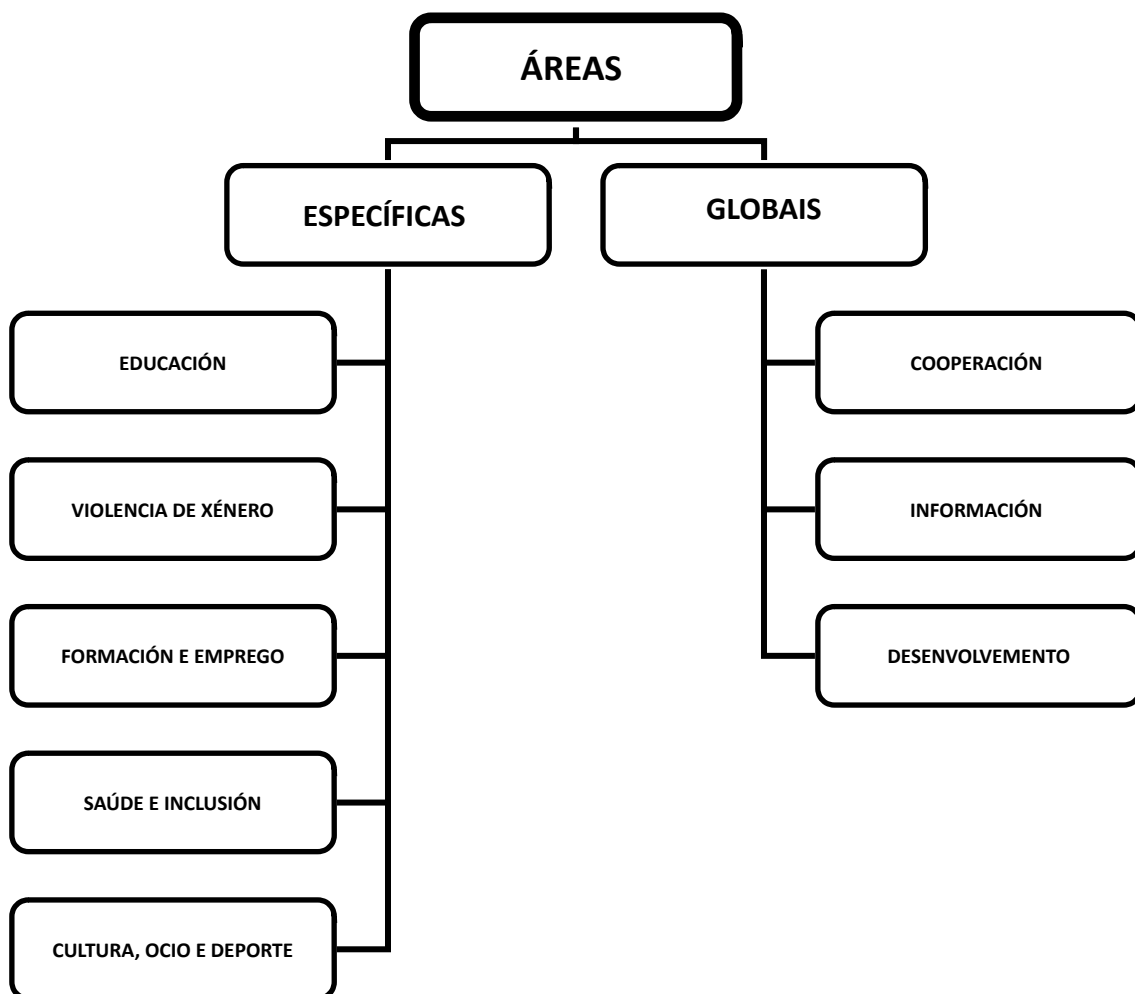 ÁREAS
ESPECÍFICAS
GLOBAIS
EDUCACIÓN
VIOLENCIA DE XÉNERO
FORMACIÓN E EMPREGO
SAÚDE E INCLUSIÓN
CULTURA, OCIO E DEPORTE
COOPERACIÓN
INFORMACIÓN
DESENVOLVEMENTO